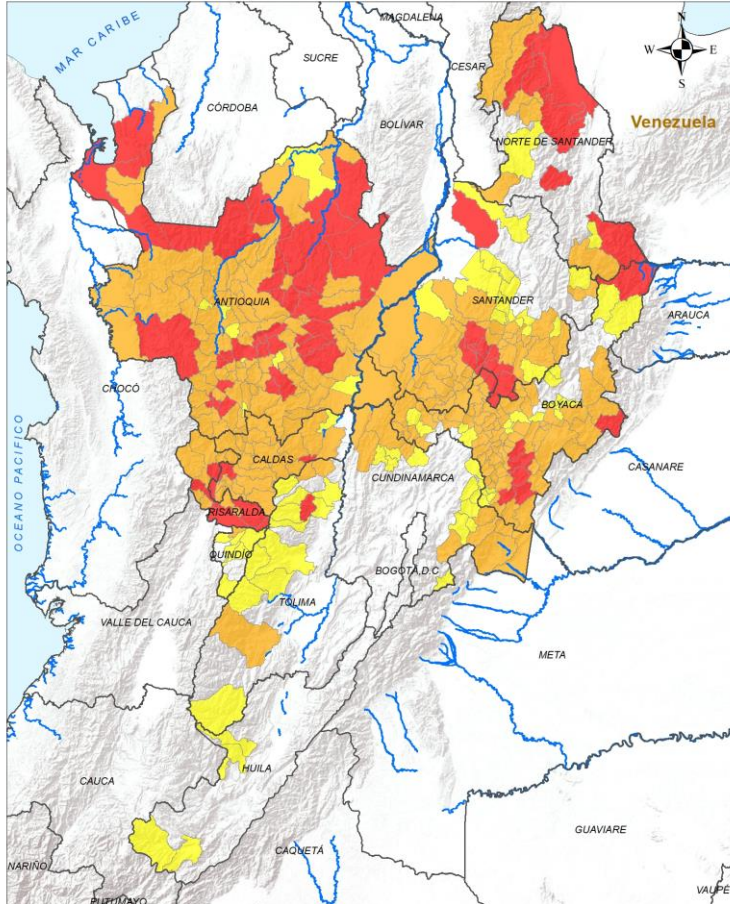 MAGDALENA
N
W E
S
MAR CARIBE
SUCRE
CESAR
CÓRDOBA
BOLÍVAR
Venezuela
NORTE DE SANTANDER
ANTIOQUIA
SANTANDER
ARAUCA
CHOCÓ
BOYACÁ
OCEANO PACIFICO
CALDAS
CUNDINAMARCA
CASANARE
RISARALDA
QUINDÍO
BOGOTÁ,D.C
TOLIMA
VALLE DEL CAUCA
META
HUILA
CAUCA
GUAVIARE
CAQUETÁ
NARIÑO
PUTUMAYO
VAUPÉ